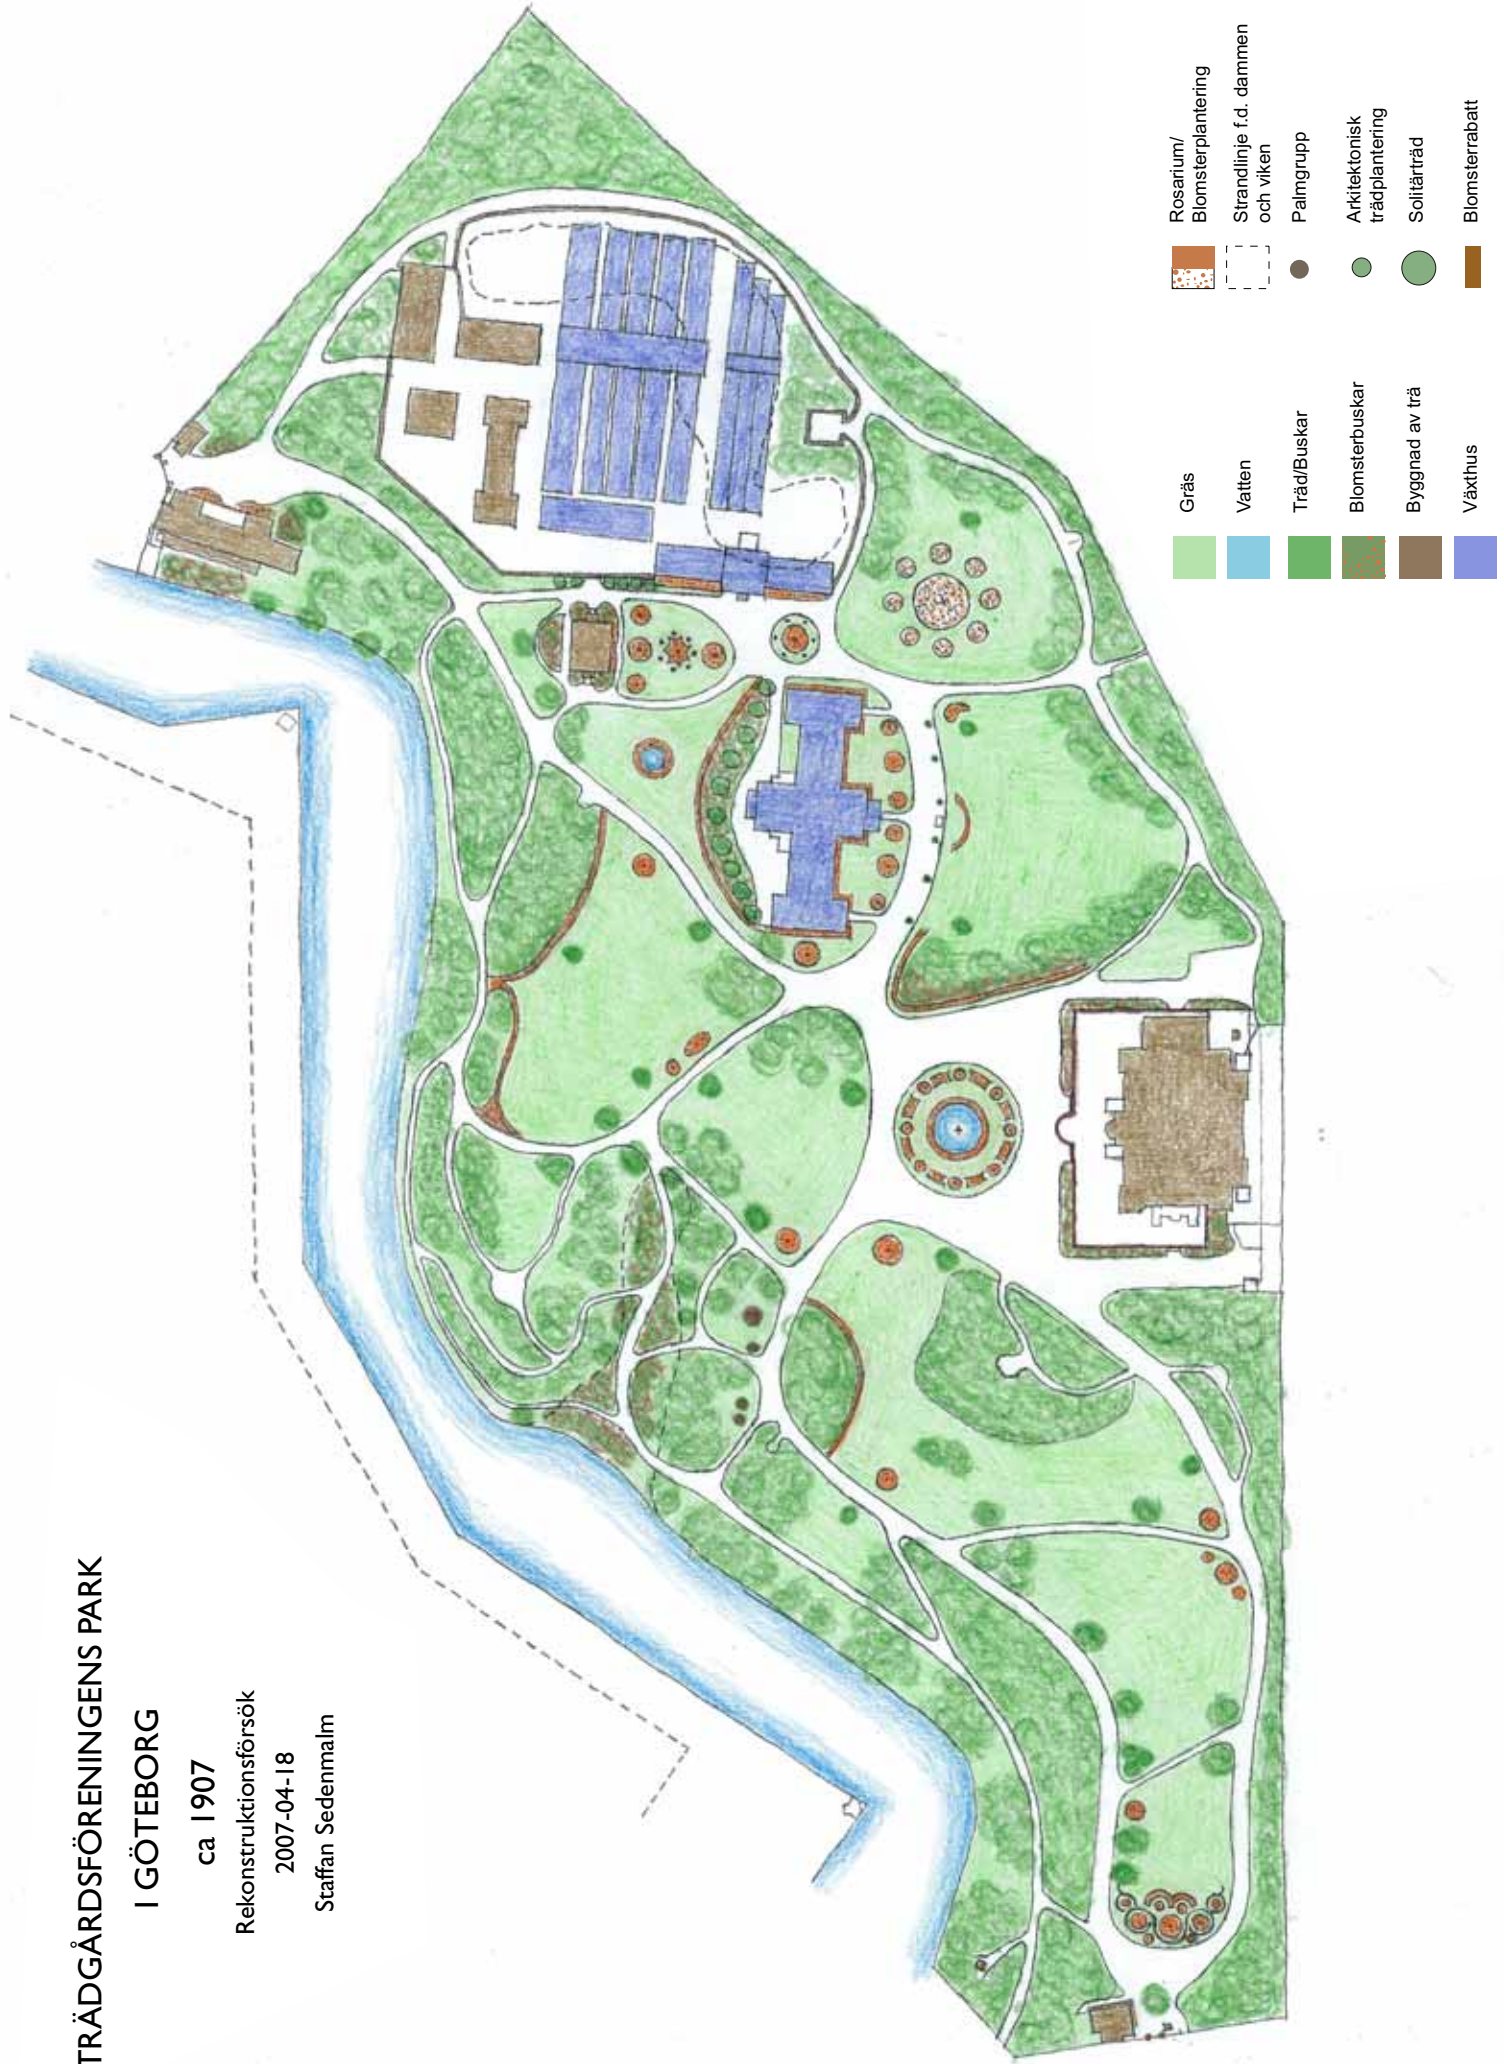 TRÄDGÅRDSFÖRENINGENS PARK
I GÖTEBORG
ca 1907
Rekonstruktionsförsök
2007-04-18
Staffan Sedenmalm
Gräs
Vatten
Träd/Buskar
Blomsterbuskar
Byggnad av trä
Växthus
Rosarium/
Blomsterplantering
Strandlinje f.d. dammen
och viken
Palmgrupp
Arkitektonisk
trädplantering
Solitärträd
Blomsterrabatt